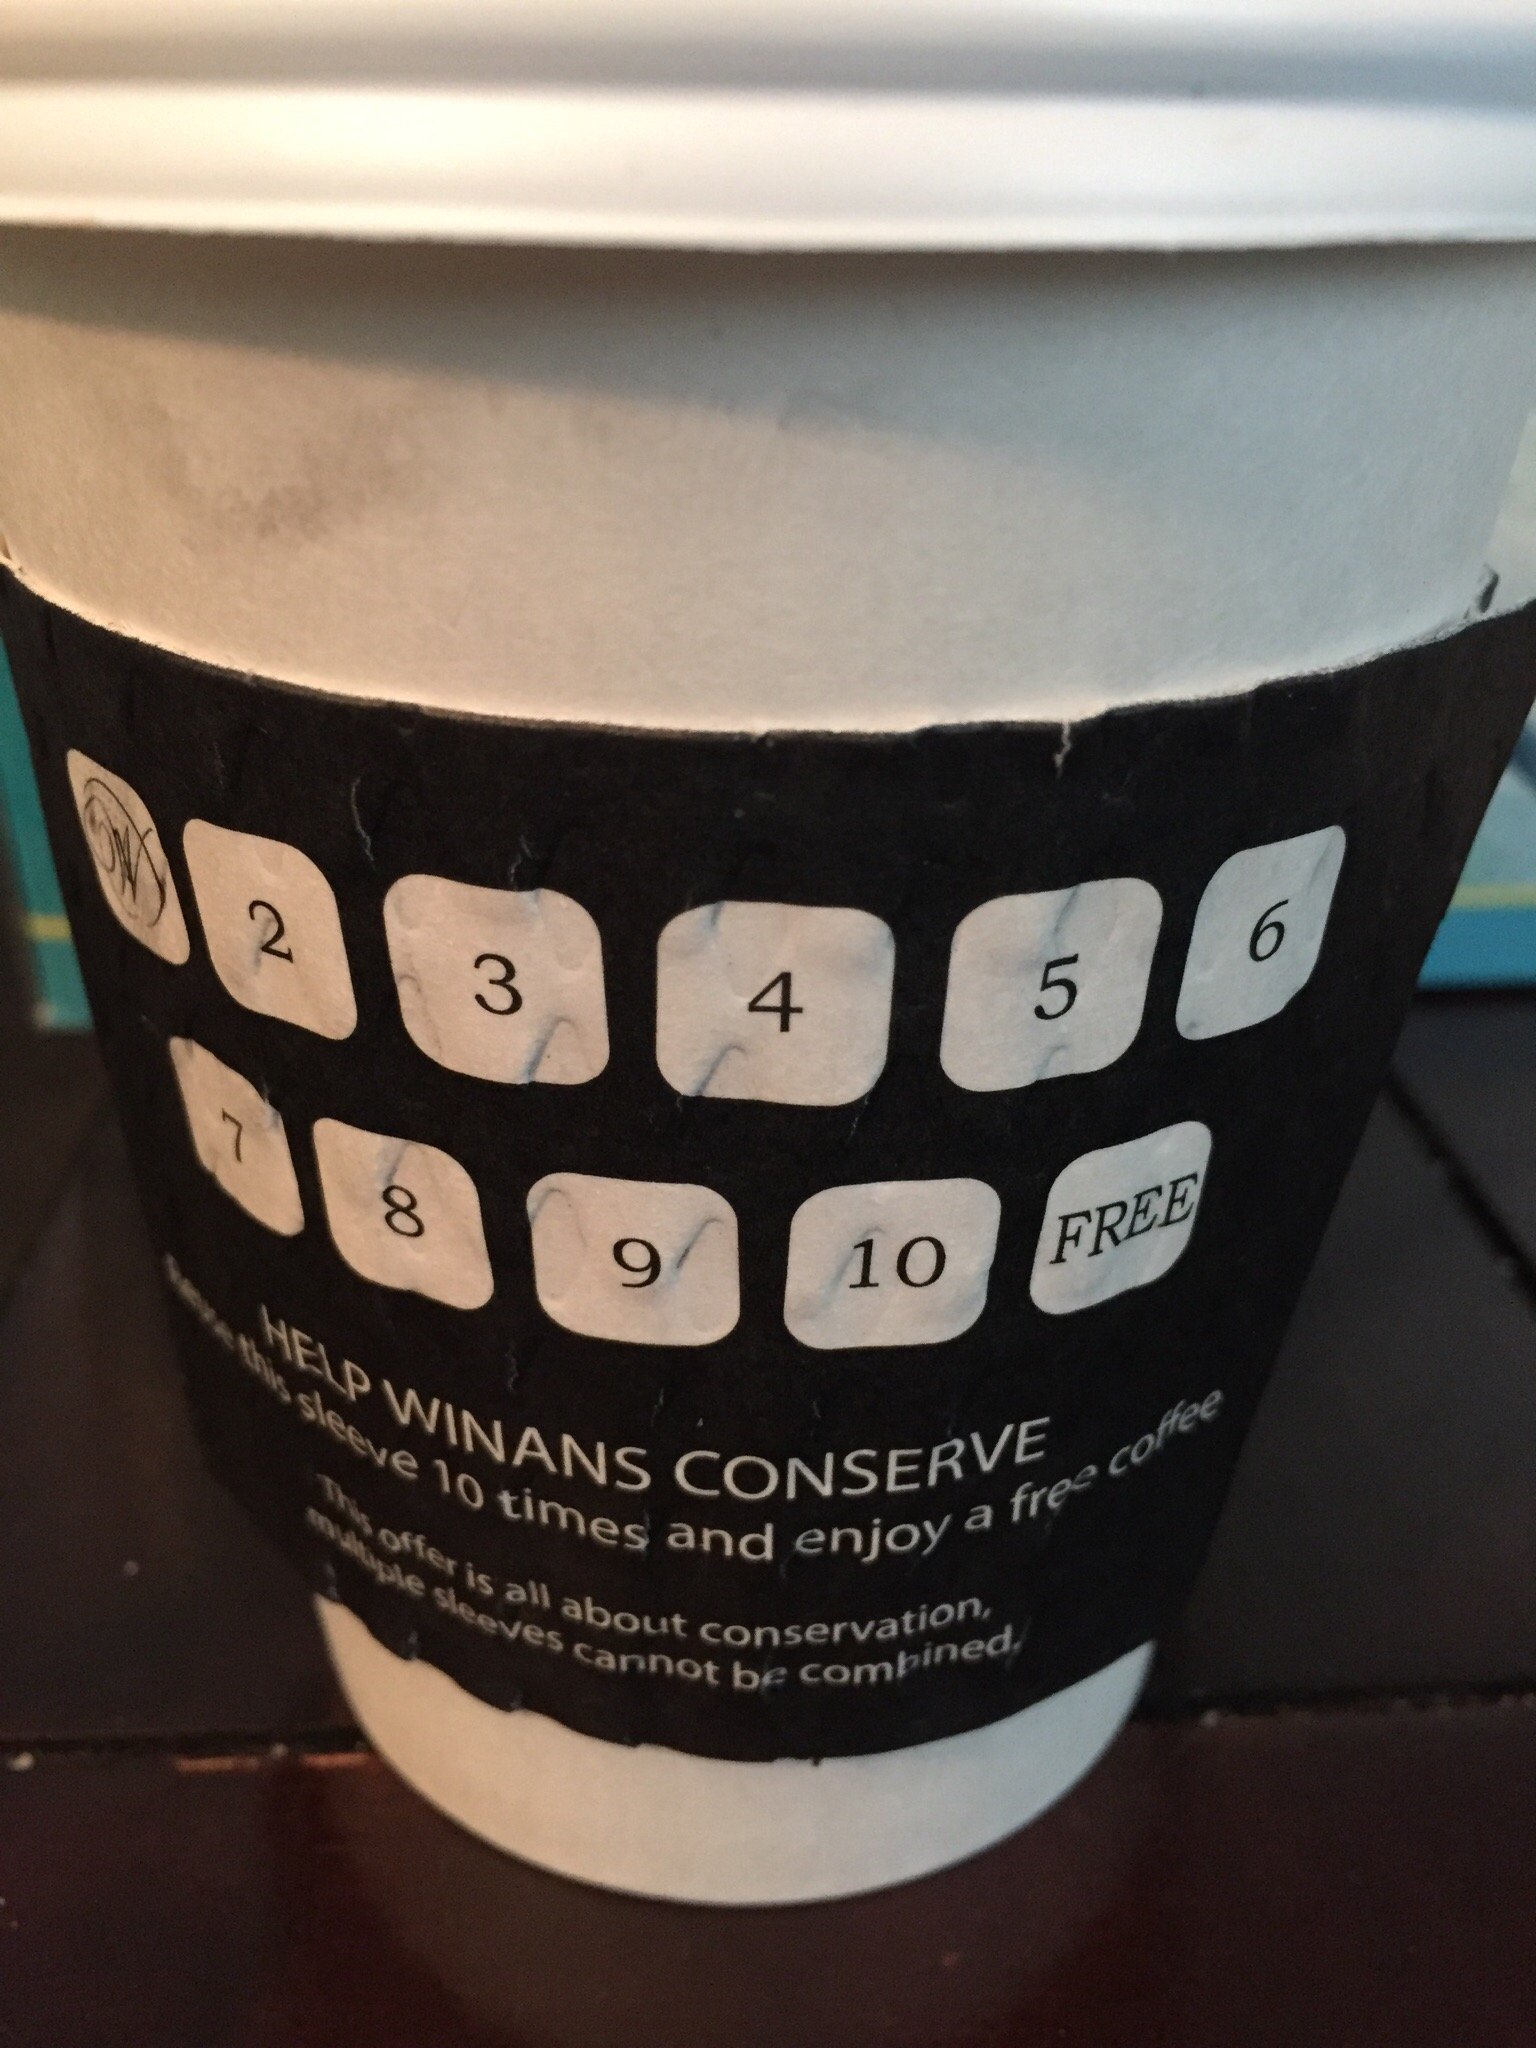 2 3 4 5 6
7 8 9 10 FREE
HELP WINANS CONSERVE
this sleeve 10 times and enjoy a free coffee
This offer is all about conservation,
multiple sleeves cannot be combined.